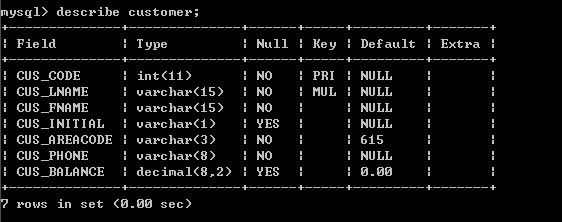 mysql> describe customer;
+-------------+--------------+------+-----+---------+-------+
| Field       | Type         | Null | Key | Default | Extra |
+-------------+--------------+------+-----+---------+-------+
| CUS_CODE    | int(11)      | NO   | PRI | NULL    |       |
| CUS_LNAME   | varchar(15)  | NO   | MUL | NULL    |       |
| CUS_FNAME   | varchar(15)  | NO   |     | NULL    |       |
| CUS_INITIAL | varchar(1)   | YES  |     | NULL    |       |
| CUS_AREACODE | varchar(3)   | NO   |     | 615     |       |
| CUS_PHONE   | varchar(8)   | NO   |     | NULL    |       |
| CUS_BALANCE | decimal(8,2) | YES  |     | 0.00    |       |
+-------------+--------------+------+-----+---------+-------+
7 rows in set (0.00 sec)